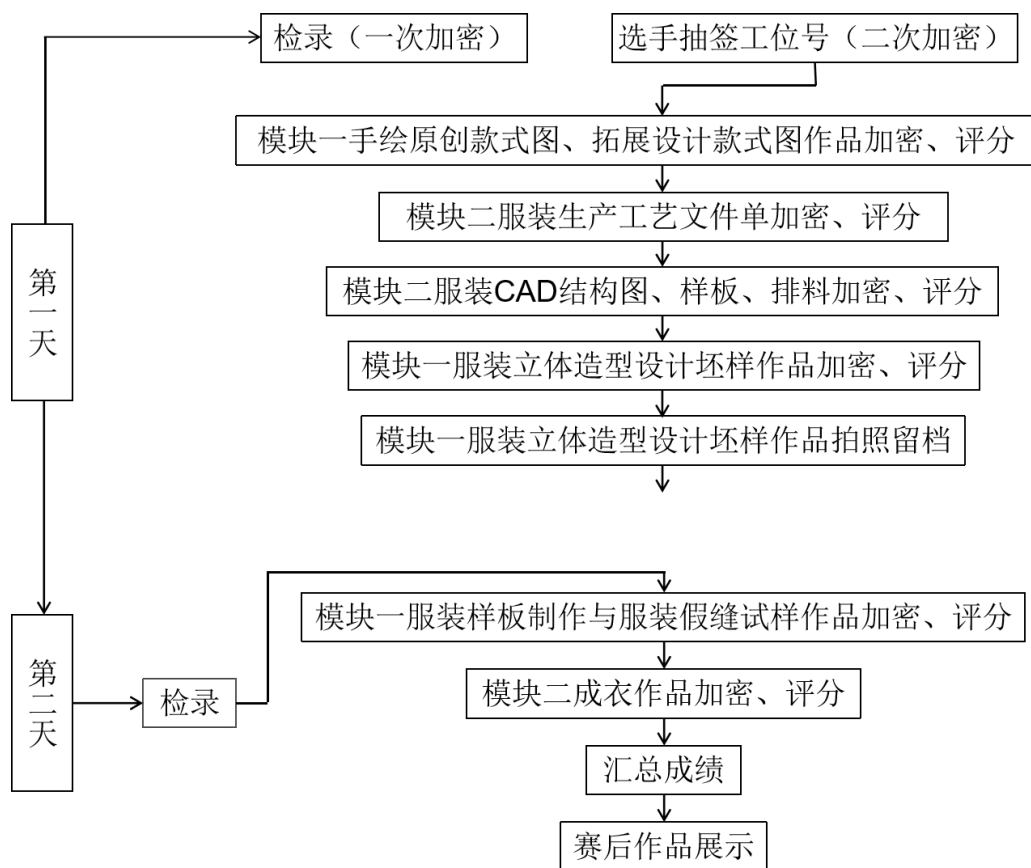 检录（一次加密）
选手抽签工位号（二次加密）
模块一手绘原创款式图、拓展设计款式图作品加密、评分
模块二服装生产工艺文件单加密、评分
第一天
模块二服装CAD结构图、样板、排料加密、评分
模块一服装立体造型设计坯样作品加密、评分
模块一服装立体造型设计坯样作品拍照留档
模块一服装样板制作与服装假缝试样作品加密、评分
第二天
检录
模块二成衣作品加密、评分
汇总成绩
赛后作品展示